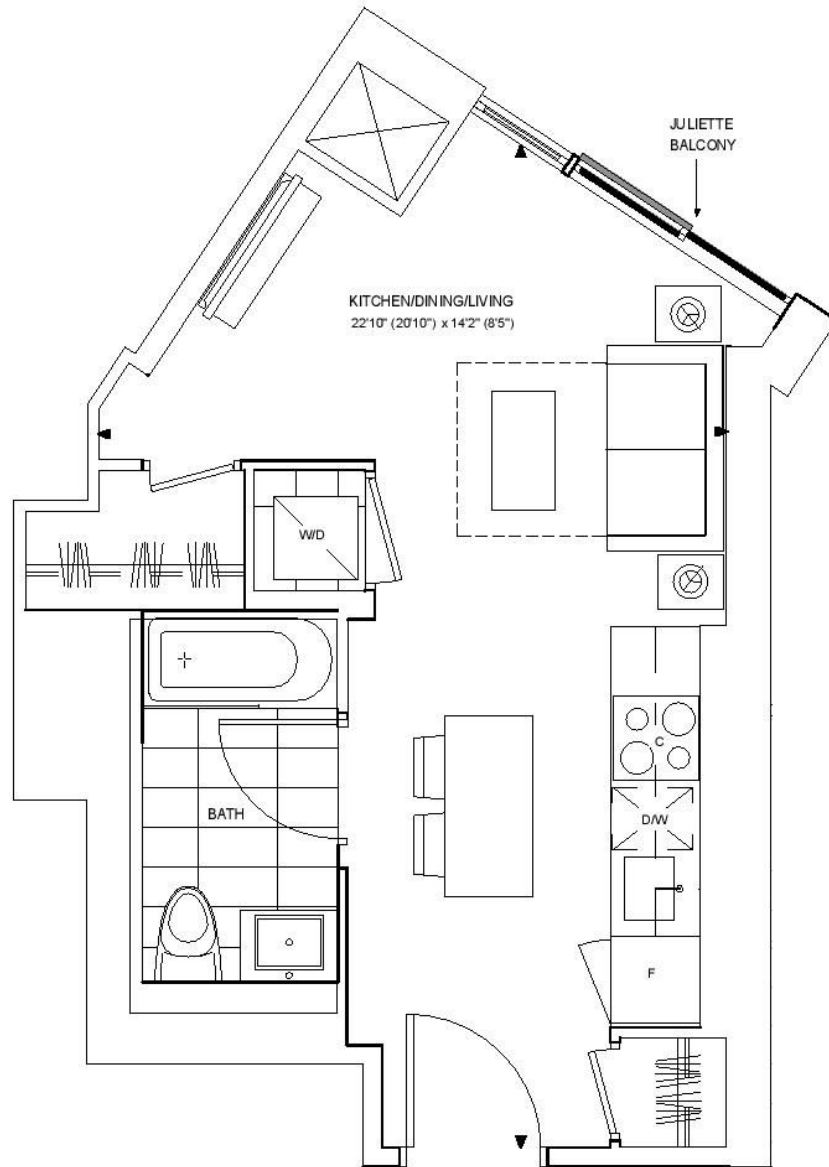 JULIETTE
BALCONY
KITCHEN/DINING/LIVING
22'10" (20'10") x 14'2" (8'5")
W/D
C
BATH
D/W
F